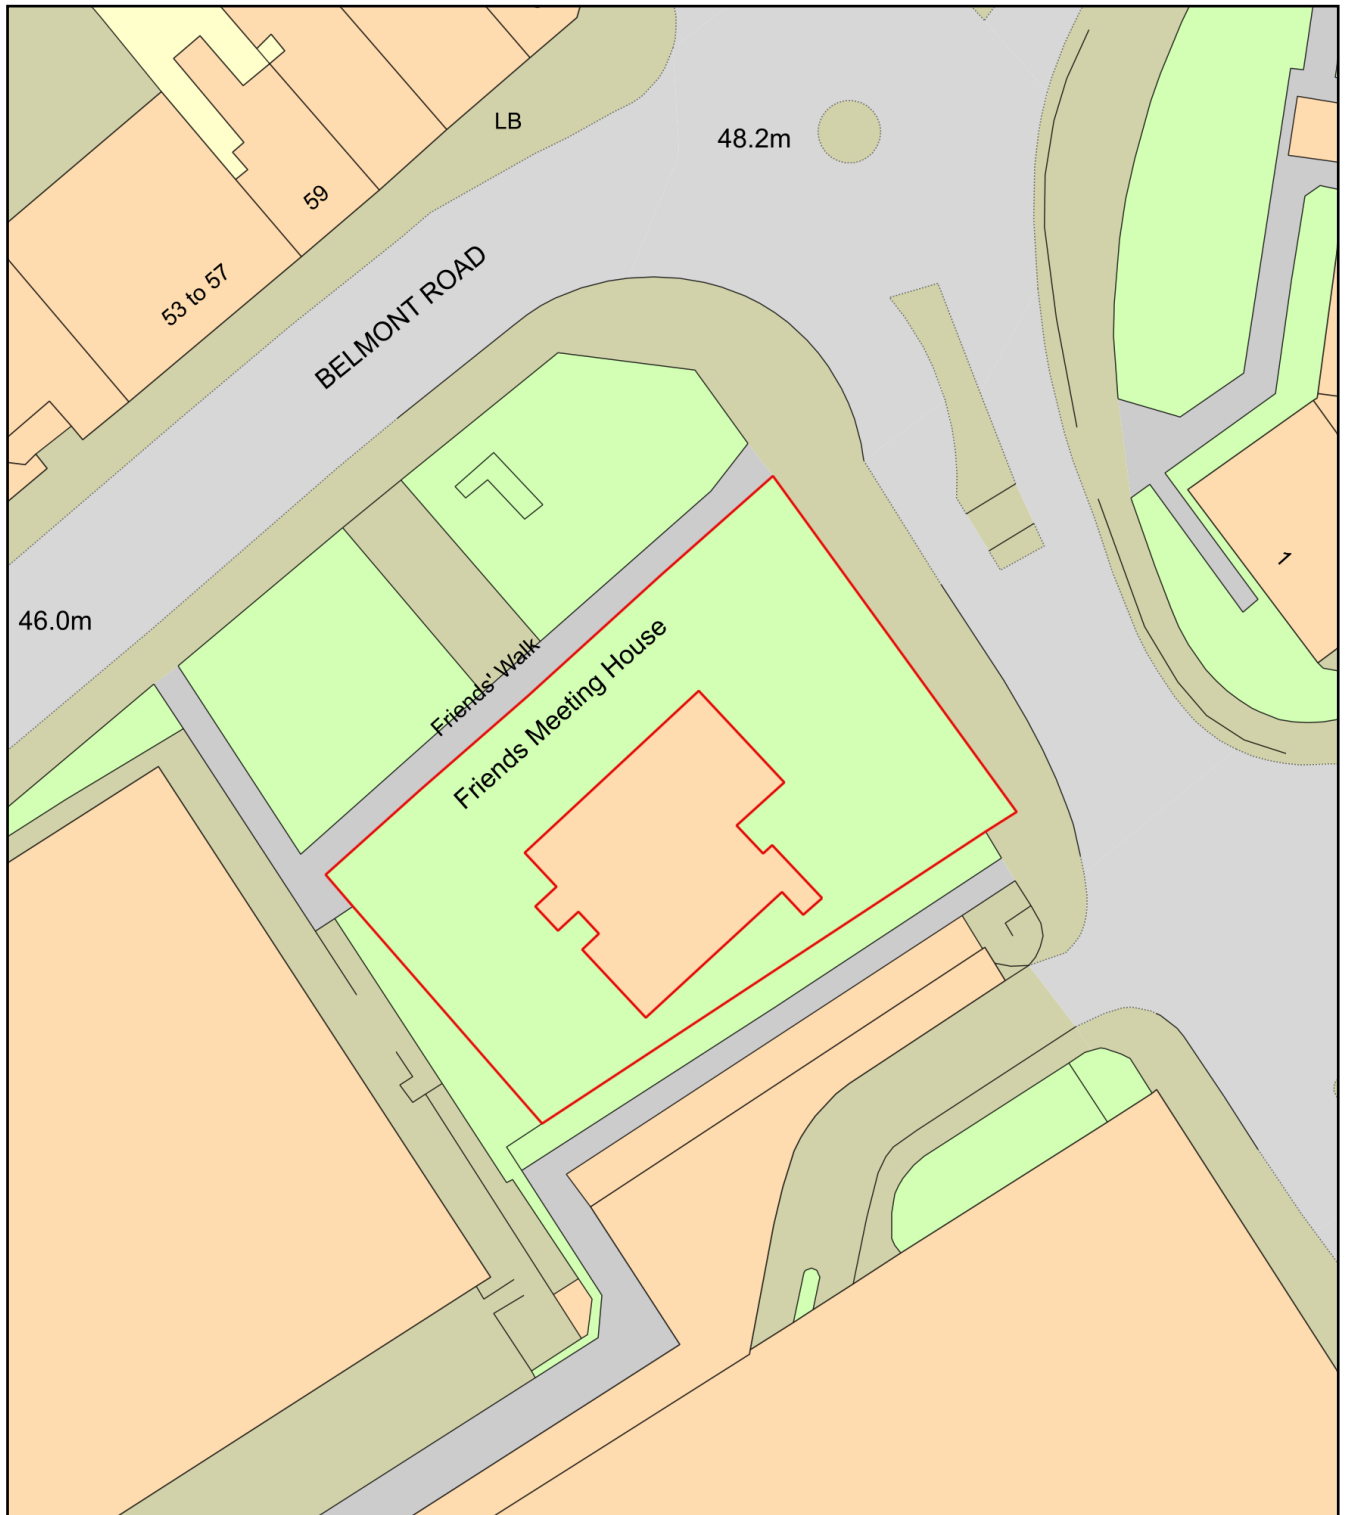 LB
48.2m
59
53 to 57
BELMONT ROAD
1
46.0m
Friends' Walk
Friends Meeting House